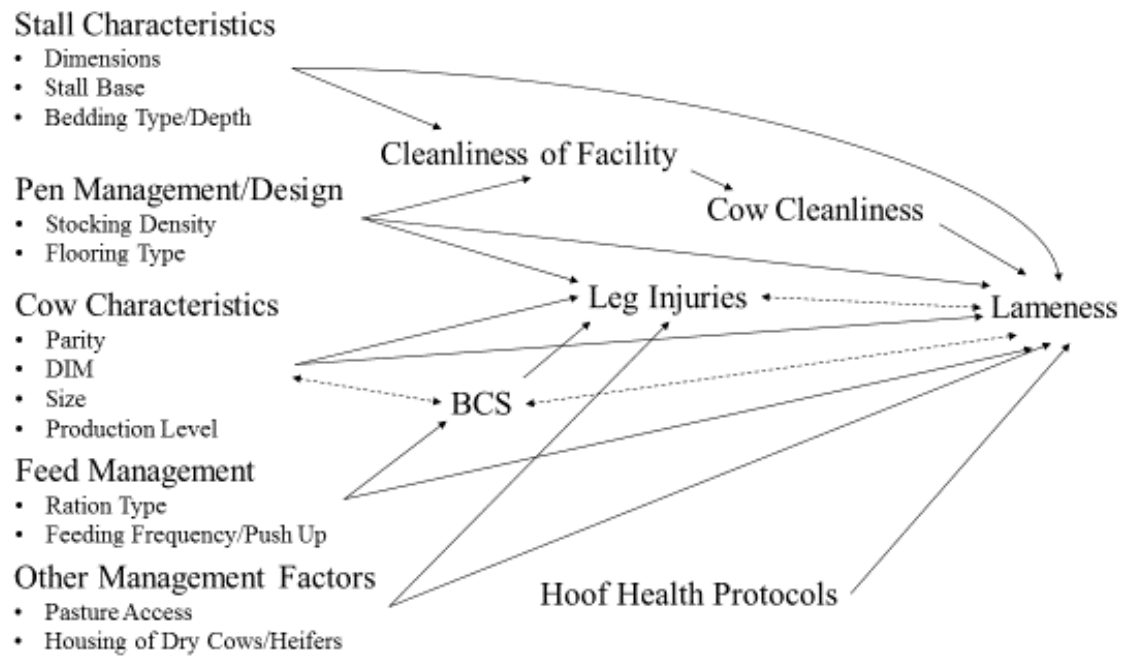 Stall Characteristics
• Dimensions
• Stall Base
• Bedding Type/Depth
Cleanliness of Facility
Pen Management/Design
• Stocking Density
• Flooring Type
Cow Cleanliness
Leg Injuries
Lameness
Cow Characteristics
• Parity
• DIM
• Size
• Production Level
BCS
Feed Management
• Ration Type
• Feeding Frequency/Push Up
Other Management Factors
• Pasture Access
• Housing of Dry Cows/Heifers
Hoof Health Protocols